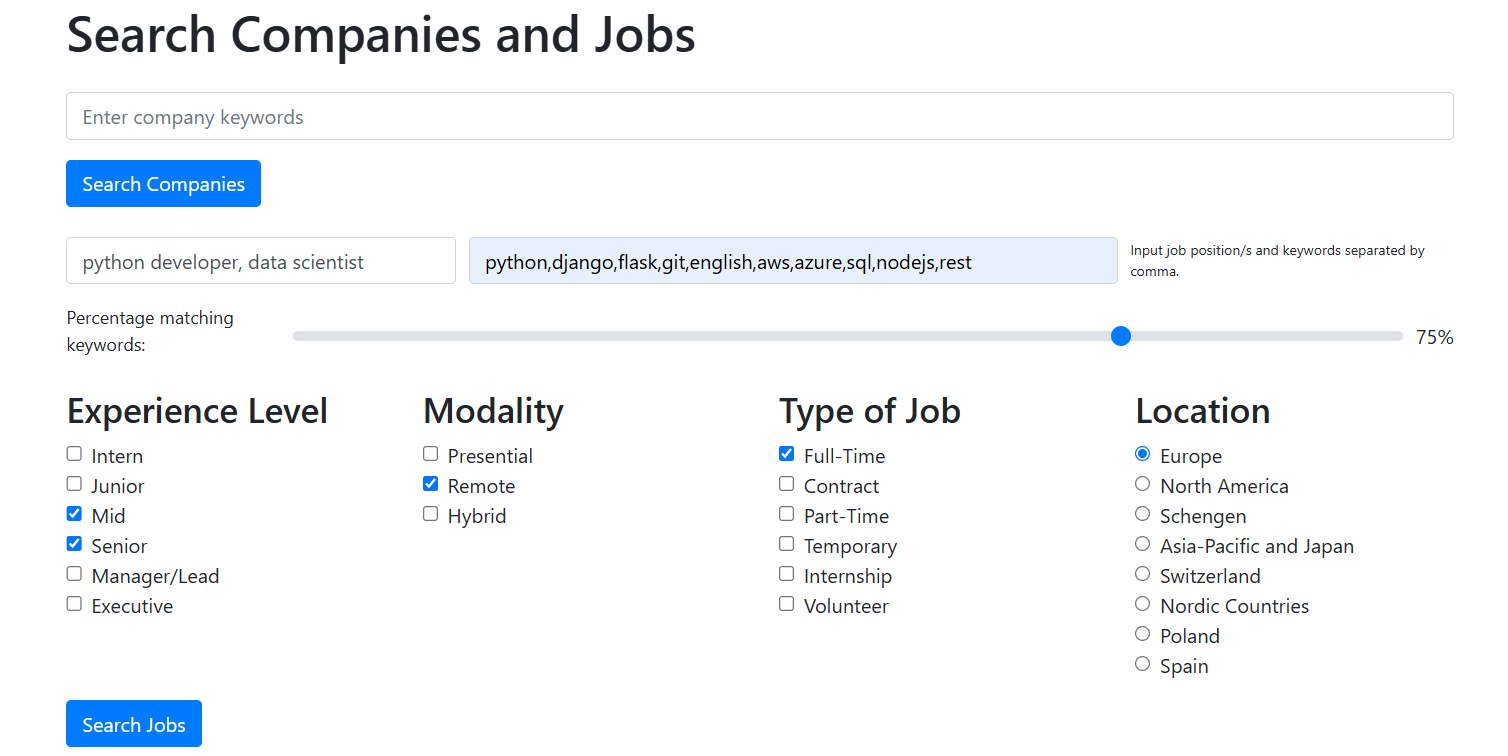 Search Companies and Jobs
Enter company keywords
Search Companies
python developer, data scientist
python,django,flask,git,english,aws,azure,sql,nodejs,rest
Input job position/s and keywords separated by
comma.
Percentage matching
keywords:
75%
Experience Level
Intern
Junior
Mid
Senior
Manager/Lead
Executive
Modality
Presential
Remote
Hybrid
Type of Job
Full-Time
Contract
Part-Time
Temporary
Internship
Volunteer
Location
Europe
North America
Schengen
Asia-Pacific and Japan
Switzerland
Nordic Countries
Poland
Spain
Search Jobs